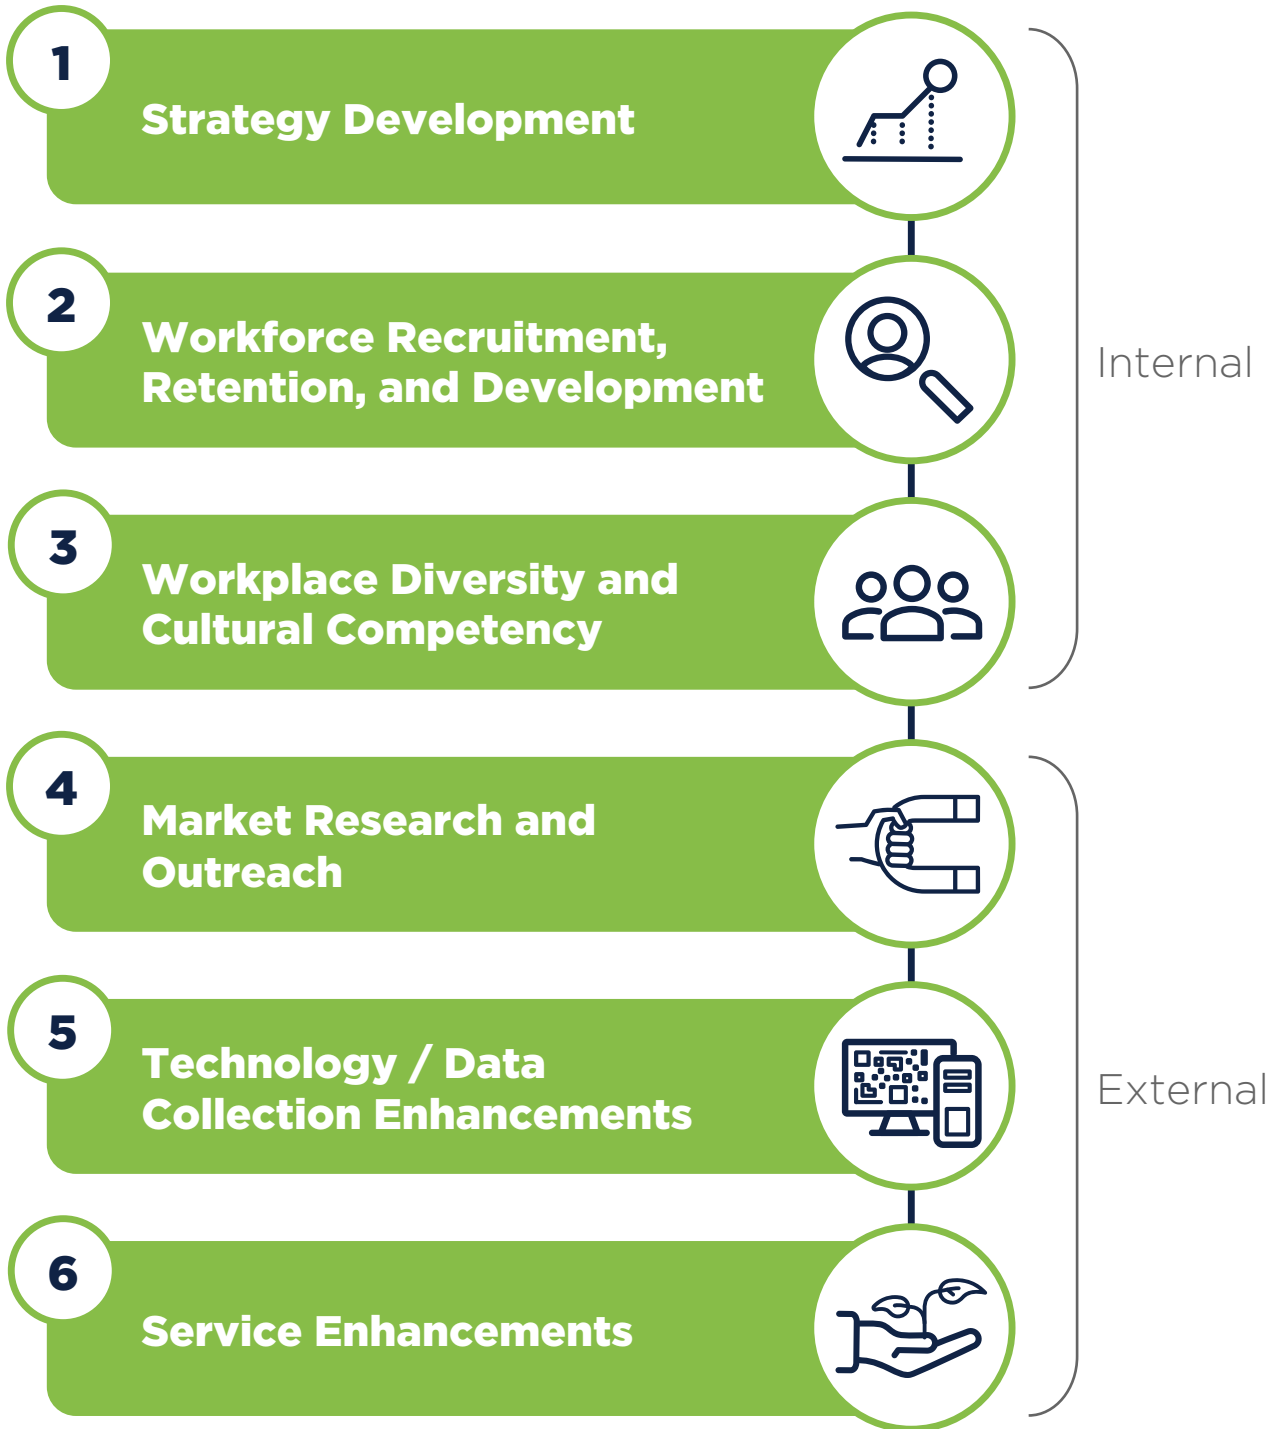 1
Strategy Development
2
Workforce Recruitment,
Retention, and Development
Internal
3
Workplace Diversity and
Cultural Competency
4
Market Research and
Outreach
5
Technology / Data
Collection Enhancements
External
6
Service Enhancements